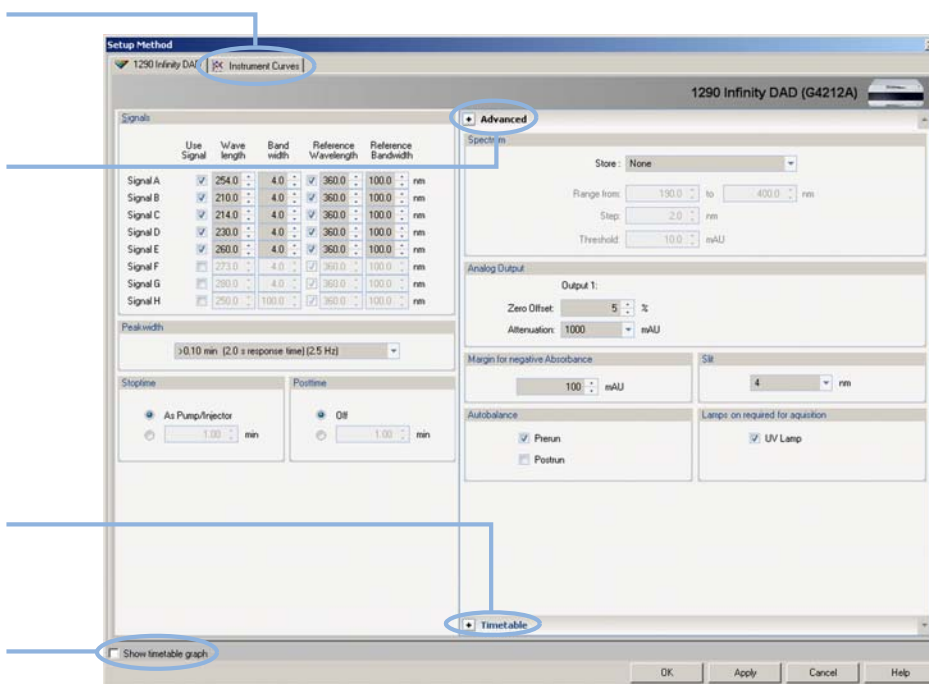 Setup Method
1290 Infinity DAD Instrument Curves
1290 Infinity DAD (G4212A)
Signals
Use Signal Wave length Band width Reference Wavelength Reference Bandwidth
Signal A 254.0 4.0 360.0 100.0 nm
Signal B 210.0 4.0 360.0 100.0 nm
Signal C 214.0 4.0 360.0 100.0 nm
Signal D 230.0 4.0 360.0 100.0 nm
Signal E 260.0 4.0 360.0 100.0 nm
Signal F 273.0 4.0 360.0 100.0 nm
Signal G 280.0 4.0 360.0 100.0 nm
Signal H 250.0 100.0 360.0 100.0 nm
Peakwidth
>0.10 min (2.0 s response time) (2.5 Hz)
Stoptime
As Pump/Injector
1.00 min
Posttime
Off
1.00 min
+ Advanced
Spectrum
Store : None
Range from: 190.0 to 400.0 nm
Step: 2.0 nm
Threshold: 10.0 mAU
Analog Output
Output 1:
Zero Offset: 5 %
Attenuation: 1000 mAU
Margin for negative Absorbance
100 mAU
Slit
4 nm
Autobalance
Prerun
Postrun
Lamps on required for aquisition
UV Lamp
+ Timetable
Show timetable graph
OK Apply Cancel Help